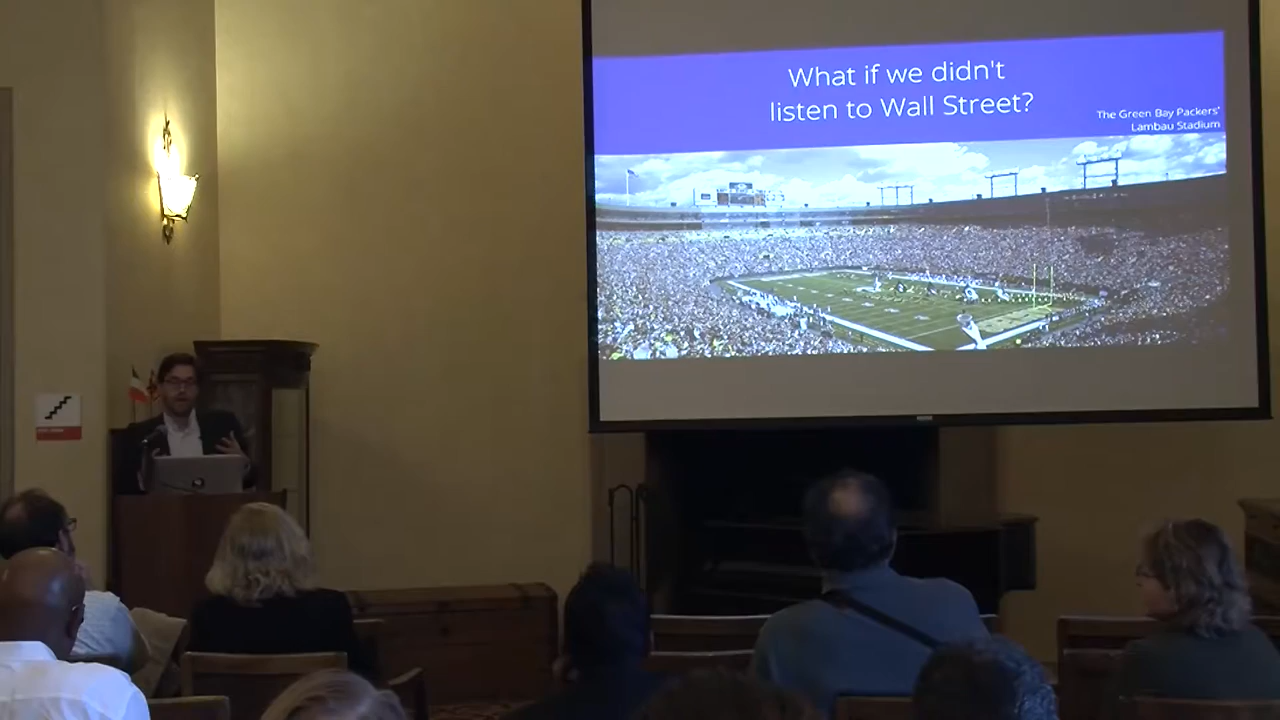 What if we didn't
listen to Wall Street?
The Green Bay Packers'
Lambau Stadium